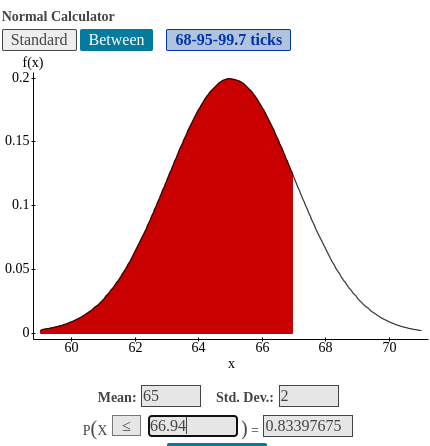 Normal Calculator
Standard Between 68-95-99.7 ticks
f(x)
0.2
0.15
0.1
0.05
0
60 62 64 66 68 70
x
Mean: 65 Std. Dev.: 2
P(X ≤ 66.94 ) = 0.83397675